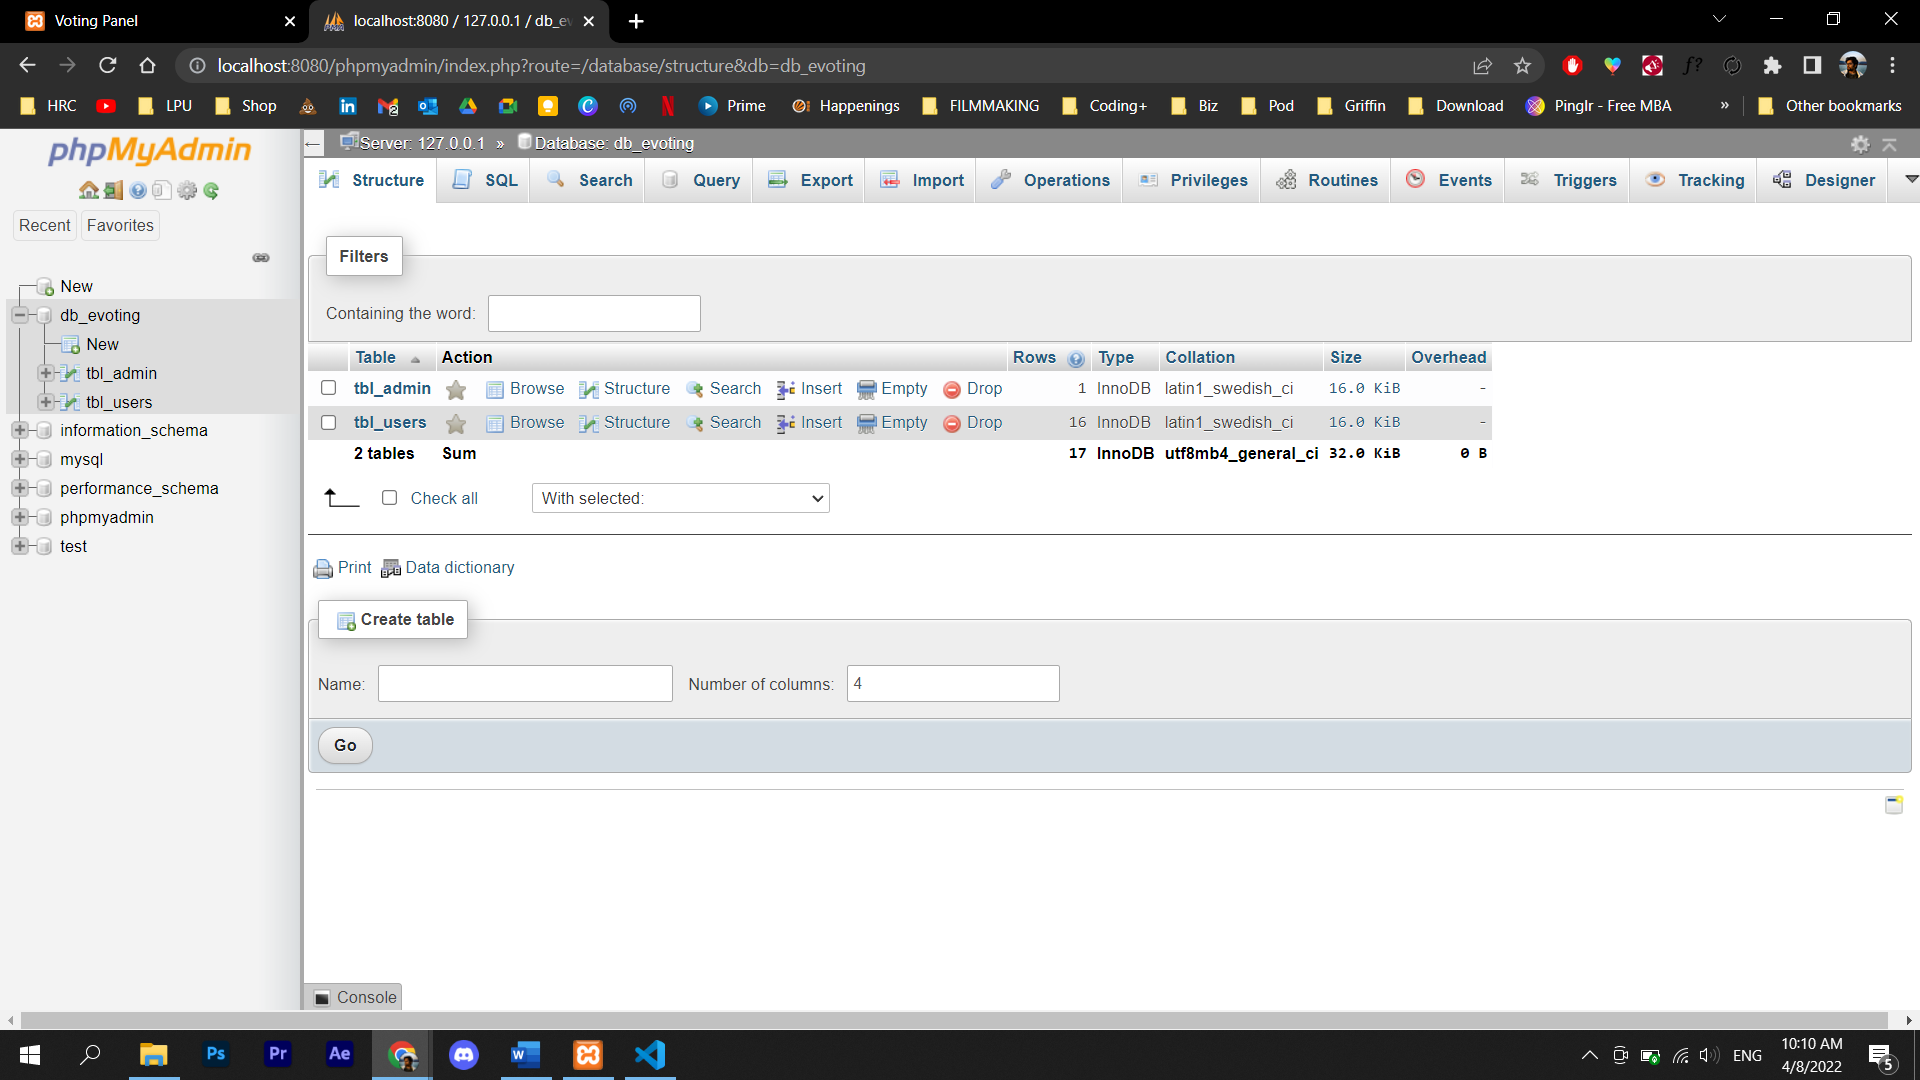 Voting Panel
localhost:8080 / 127.0.0.1 / db_ev
localhost:8080/phpmyadmin/index.php?route=/database/structure&db=db_evoting
HRC LPU Shop Prime Happenings FILMMAKING Coding+ Biz Pod Griffin Download PingIr - Free MBA » Other bookmarks
phpMyAdmin
Recent Favorites
New
db_evoting
New
tbl_admin
tbl_users
information_schema
mysql
performance_schema
phpmyadmin
test
Server: 127.0.0.1 » Database: db_evoting
Structure SQL Search Query Export Import Operations Privileges Routines Events Triggers Tracking Designer
Filters
Containing the word:
Table Action Rows Type Collation Size Overhead
tbl_admin Browse Structure Search Insert Empty Drop 1 InnoDB latin1_swedish_ci 16.0 KiB -
tbl_users Browse Structure Search Insert Empty Drop 16 InnoDB latin1_swedish_ci 16.0 KiB -
2 tables Sum 17 InnoDB utf8mb4_general_ci 32.0 KiB 0 B
Check all With selected:
Print Data dictionary
Create table
Name: Number of columns: 4
Go
Console
Ps Pr Ae
ENG
10:10 AM
4/8/2022
5